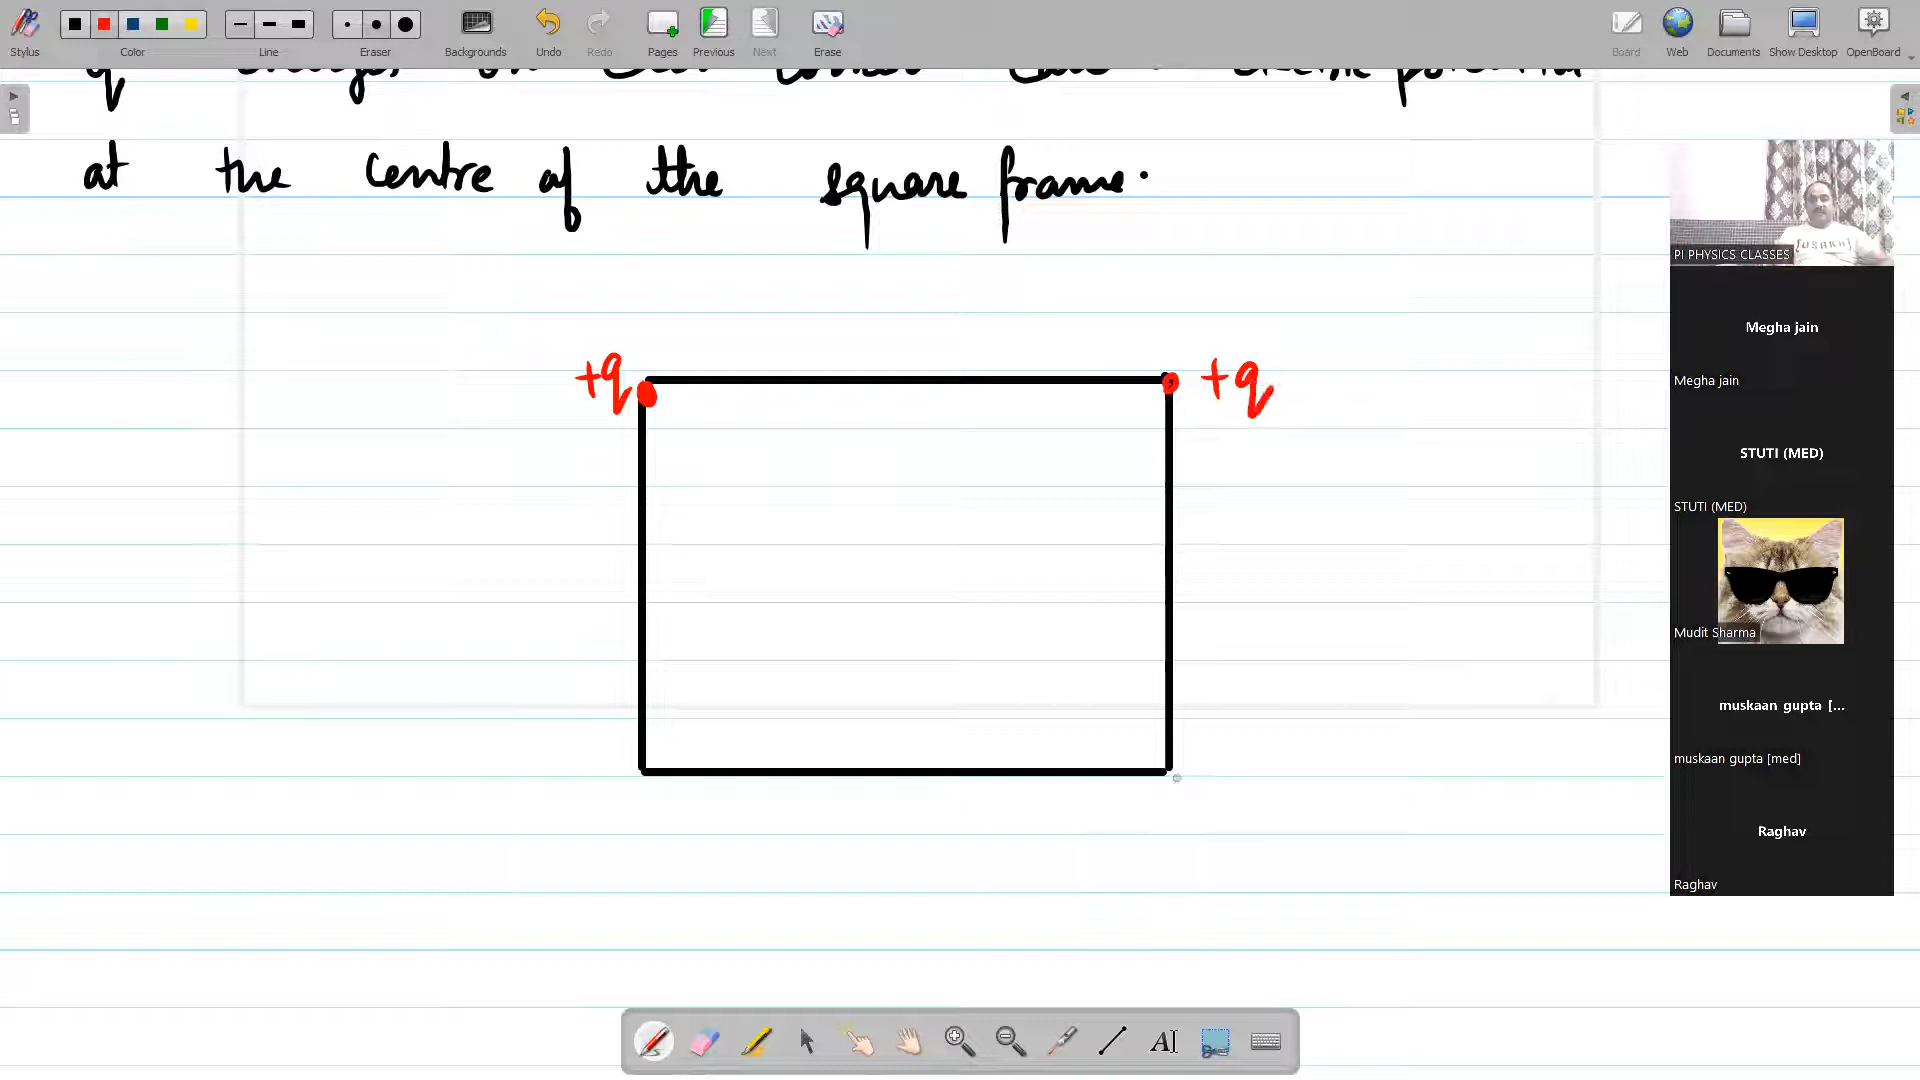 Stylus Color Line Eraser Backgrounds Undo Redo Pages Previous Next Erase Board Web Documents Show Desktop OpenBoard
at the centre of the square frame.
+q +q
PI PHYSICS CLASSES
Megha jain
Megha jain
STUTI (MED)
STUTI (MED)
Mudit Sharma
muskaan gupta [...
muskaan gupta [med]
Raghav
Raghav